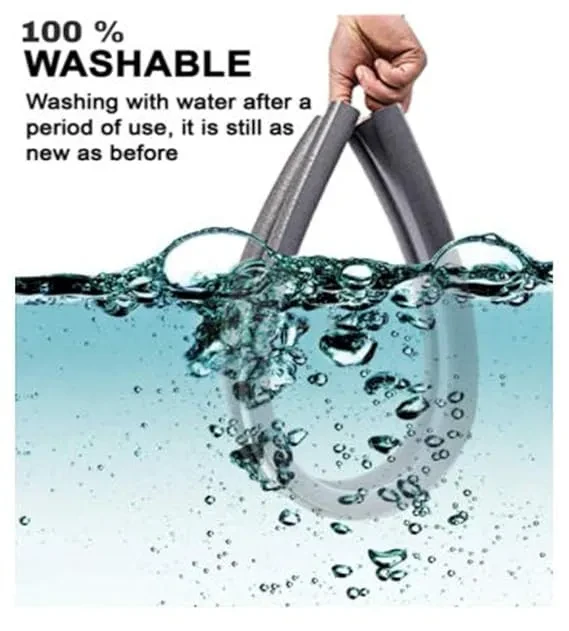 100 %
WASHABLE
Washing with water after a
period of use, it is still as
new as before